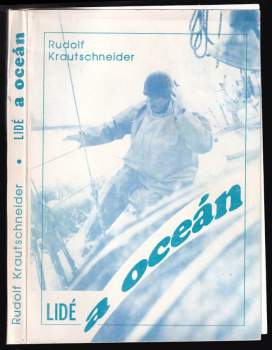 Rudolf
Krautschneider
LIDÉ
a oceán
Rudolf Krautschneider • LIDÉ a oceán